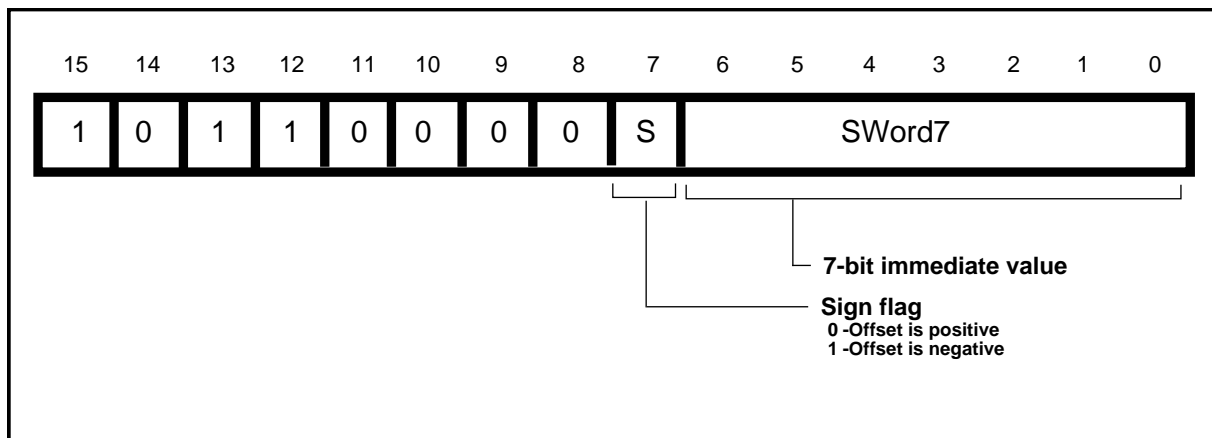 15 14 13 12 11 10 9 8 7 6 5 4 3 2 1 0
1 0 1 1 0 0 0 0 S SWord7
7-bit immediate value
Sign flag
0 -Offset is positive
1 -Offset is negative